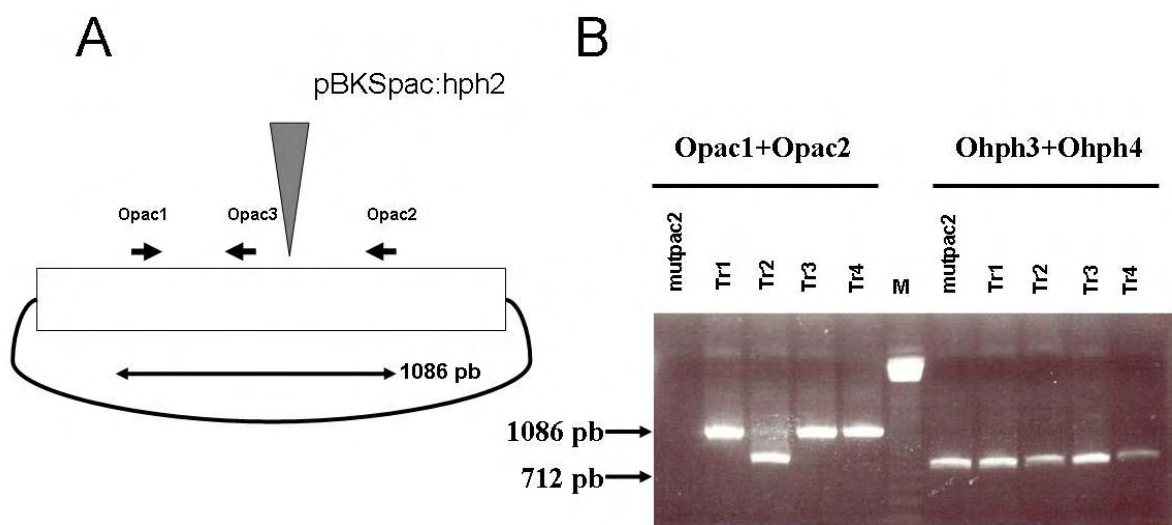 A
pBKSpac:hph2
Opac1
Opac3
Opac2
1086 pb
B
Opac1+Opac2
Ohph3+Ohph4
mutpac2
Tr1
Tr2
Tr3
Tr4
M
mutpac2
Tr1
Tr2
Tr3
Tr4
1086 pb
712 pb